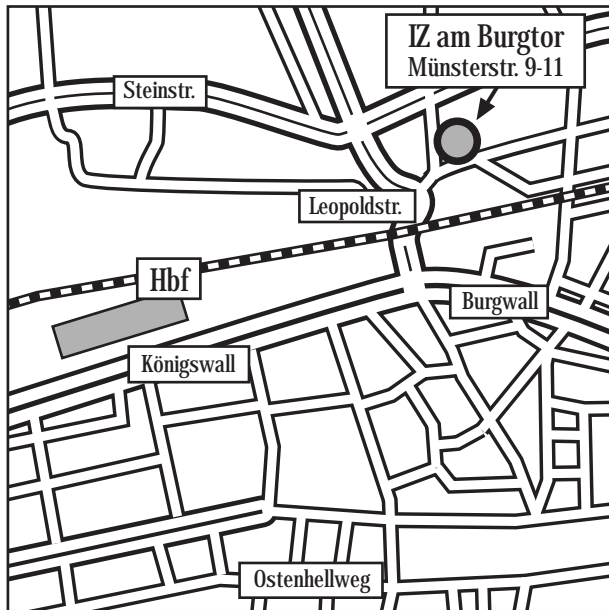 IZ am Burgtor
Münsterstr. 9-11
Steinstr.
Leopoldstr.
Hbf
Burgwall
Königswall
Ostenhellweg